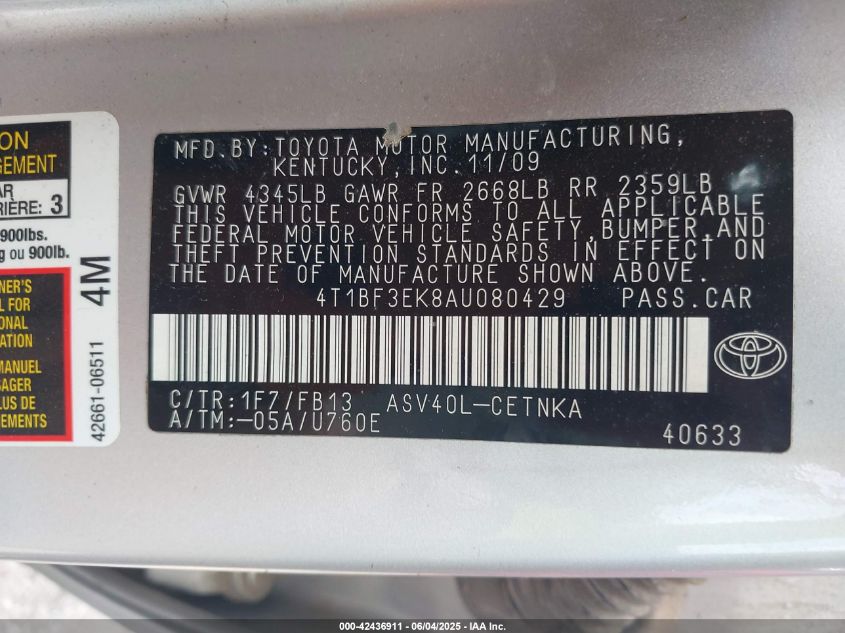 ON
GEMENT
AR
RIÈRE: 3
900lbs.
g ou 900lb.
NER'S
L FOR
ONAL
ATION
MANUEL
SAGER
LUS DE
EMENTS
4M
42661-06511
MFD.BY:TOYOTA MOTOR MANUFACTURING,
KENTUCKY,INC.11/09
GVWR 4345LB GAWR FR 2668LB RR 2359LB
THIS VEHICLE CONFORMS TO ALL APPLICABLE
FEDERAL MOTOR VEHICLE SAFETY,BUMPER,AND
THEFT PREVENTION STANDARDS IN EFFECT ON
THE DATE OF MANUFACTURE SHOWN ABOVE.
4T1BF3EK8AU080429 PASS.CAR
C/TR:1F7/FB13 ASV40L-CETNKA
A/TM:-05A/U760E
40633
000-42436911 | 06/04/2025 | IAA Inc.